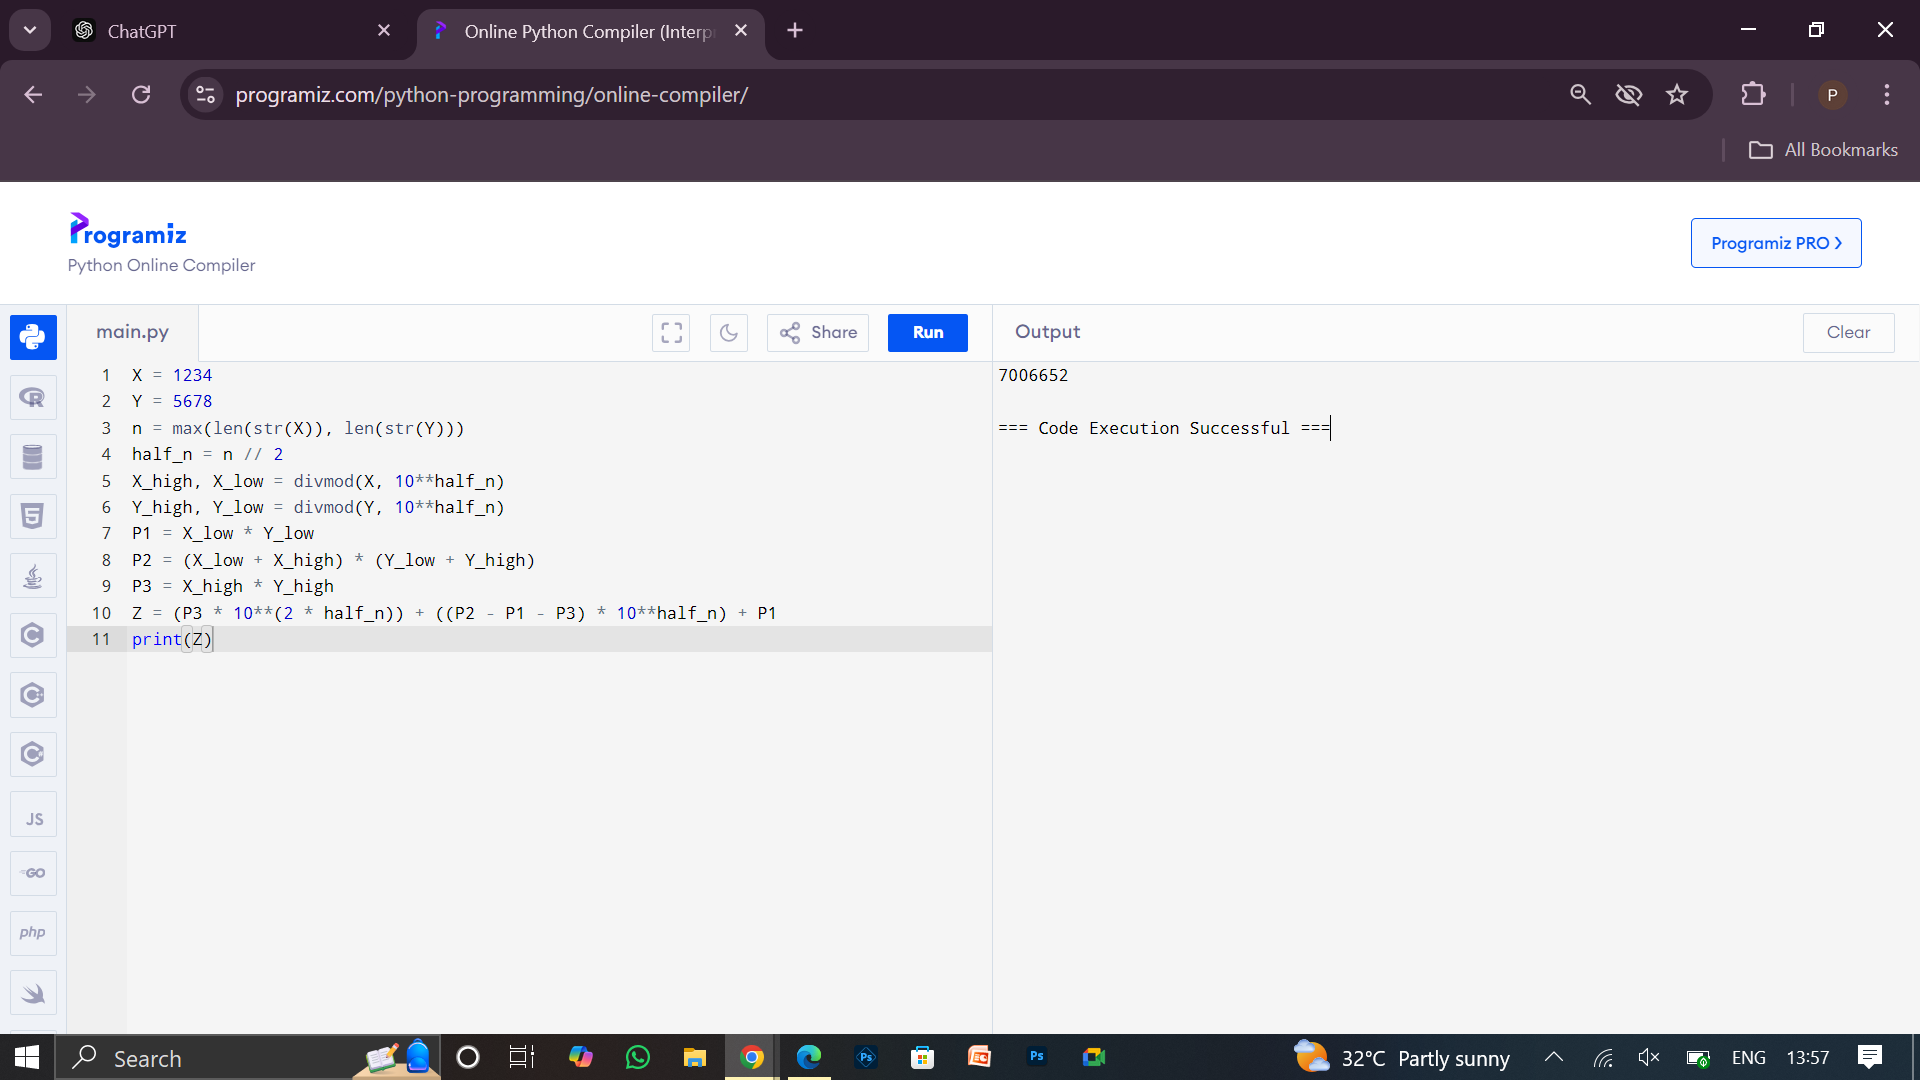 ChatGPT
Online Python Compiler (Interp
programiz.com/python-programming/online-compiler/
P
All Bookmarks
Programiz
Python Online Compiler
Programiz PRO
main.py
Share
Run
Output
Clear
1 X = 1234
2 Y = 5678
3 n = max(len(str(X)), len(str(Y)))
4 half_n = n // 2
5 X_high, X_low = divmod(X, 10**half_n)
6 Y_high, Y_low = divmod(Y, 10**half_n)
7 P1 = X_low * Y_low
8 P2 = (X_low + X_high) * (Y_low + Y_high)
9 P3 = X_high * Y_high
10 Z = (P3 * 10**(2 * half_n)) + ((P2 - P1 - P3) * 10**half_n) + P1
11 print(Z)
7006652
=== Code Execution Successful ===
JS
GO
php
Search
Ps
Ps
32°C Partly sunny
ENG
13:57